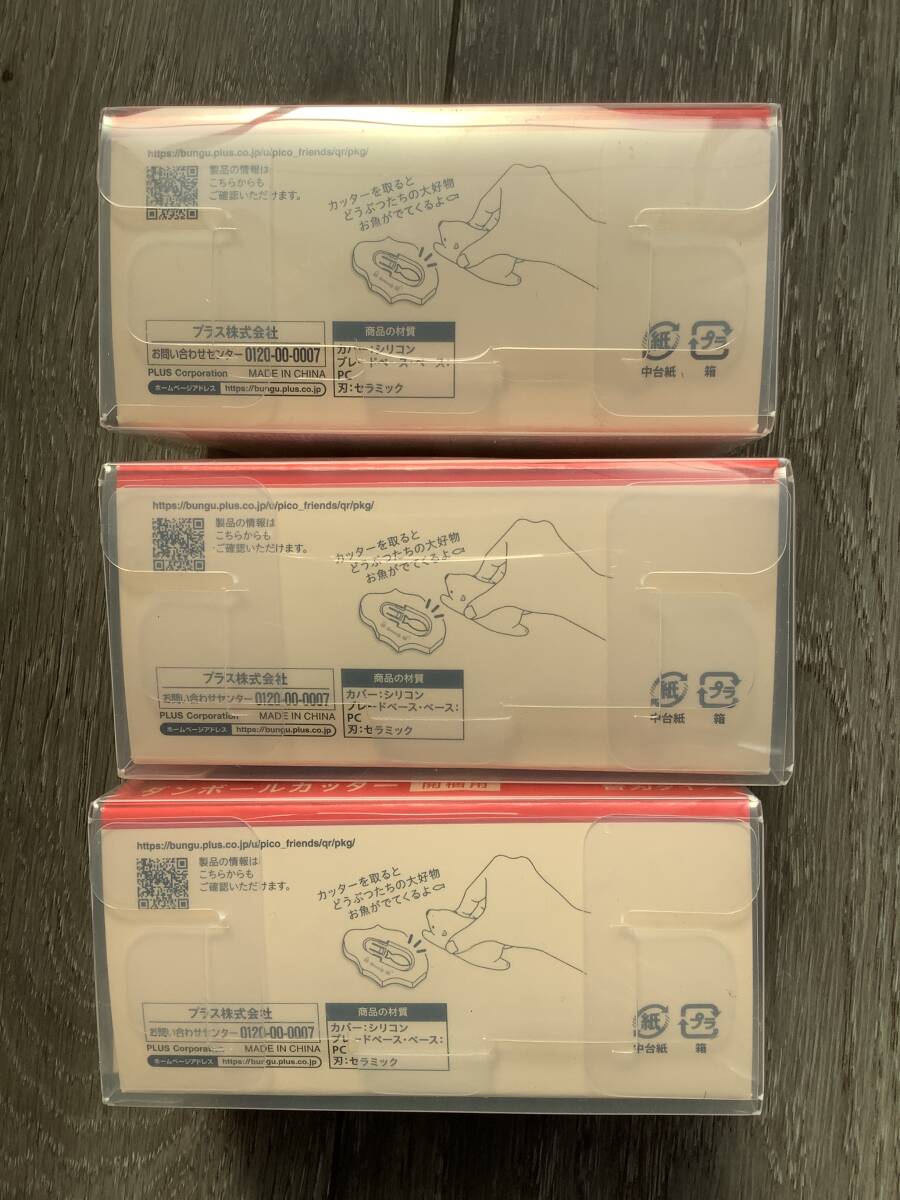 https://bungu.plus.co.jp/u/pico_friends/qr/pkg/
製品の情報は
こちらからも
ご確認いただけます。
カッターを取ると
どうぶつたちの大好物
お魚がでてくるよ
プラス株式会社
お問い合わせセンター 0120-00-0007
PLUS Corporation MADE IN CHINA
ホームページアドレス https://bungu.plus.co.jp
商品の材質
カバー:シリコン
ブレードベース・ベース:
PC
刃:セラミック
紙
中台紙
プラ
箱
https://bungu.plus.co.jp/u/pico_friends/qr/pkg/
製品の情報は
こちらからも
ご確認いただけます。
カッターを取ると
どうぶつたちの大好物
お魚がでてくるよ
プラス株式会社
お問い合わせセンター 0120-00-0007
PLUS Corporation MADE IN CHINA
ホームページアドレス https://bungu.plus.co.jp
商品の材質
カバー:シリコン
ブレードベース・ベース:
PC
刃:セラミック
紙
中台紙
プラ
箱
ダンボールカッター 開梱用
https://bungu.plus.co.jp/u/pico_friends/qr/pkg/
製品の情報は
こちらからも
ご確認いただけます。
カッターを取ると
どうぶつたちの大好物
お魚がでてくるよ
プラス株式会社
お問い合わせセンター 0120-00-0007
PLUS Corporation MADE IN CHINA
ホームページアドレス https://bungu.plus.co.jp
商品の材質
カバー:シリコン
ブレードベース・ベース:
PC
刃:セラミック
紙
中台紙
プラ
箱